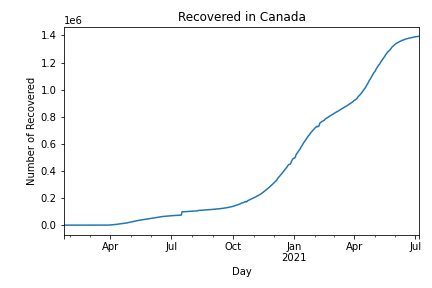 Recovered in Canada
1e6
1.4
1.2
1.0
0.8
0.6
0.4
0.2
0.0
Number of Recovered
Apr Jul Oct Jan Apr Jul
2021
Day